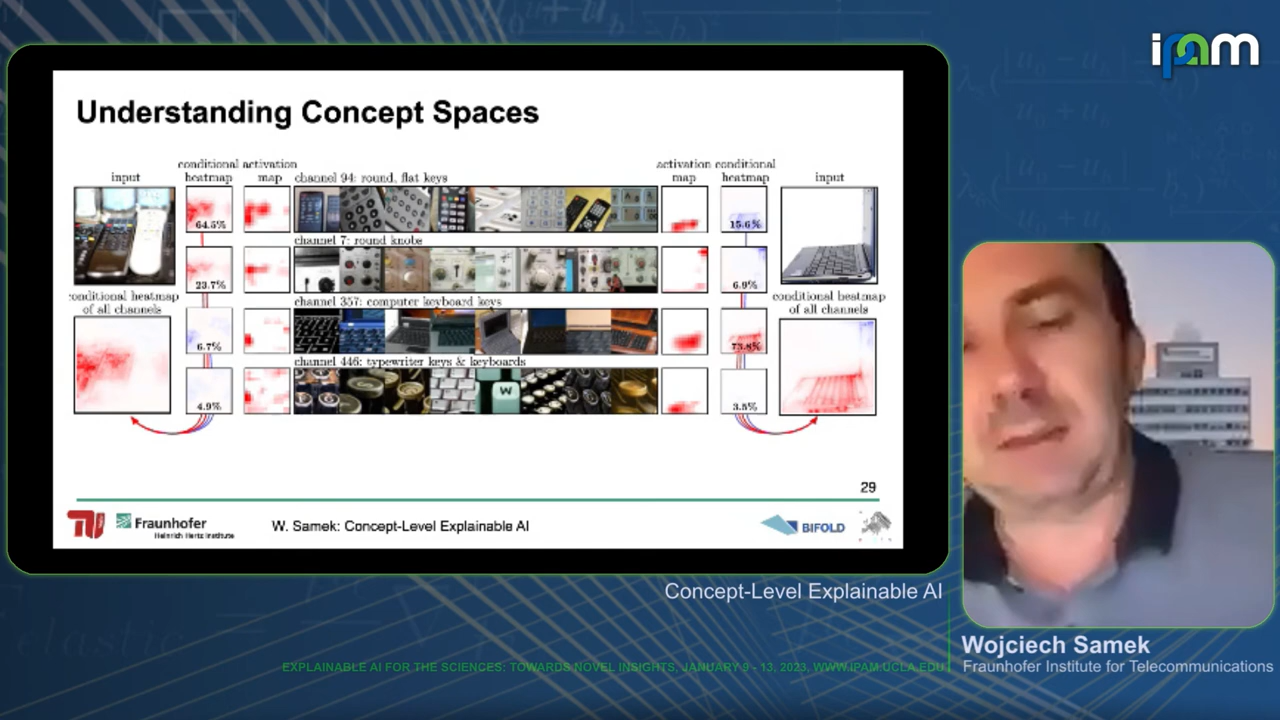 ipam
Understanding Concept Spaces
conditional activation
input heatmap map channel 94: round, flat keys
activation conditional
map heatmap input
64.5%
15.6%
channel 7: round knobs
23.7%
6.9%
conditional heatmap
of all channels
channel 357: computer keyboard keys
conditional heatmap
of all channels
6.7%
73.8%
channel 446: typewriter keys & keyboards
W
4.9%
3.5%
29
Fraunhofer
Heinrich Hertz Institute
W. Samek: Concept-Level Explainable AI
BIFOLD
Concept-Level Explainable AI
Wojciech Samek
Fraunhofer Institute for Telecommunications
EXPLAINABLE AI FOR THE SCIENCES: TOWARDS NOVEL INSIGHTS, JANUARY 9 - 13, 2023, WWW.IPAM.UCLA.EDU